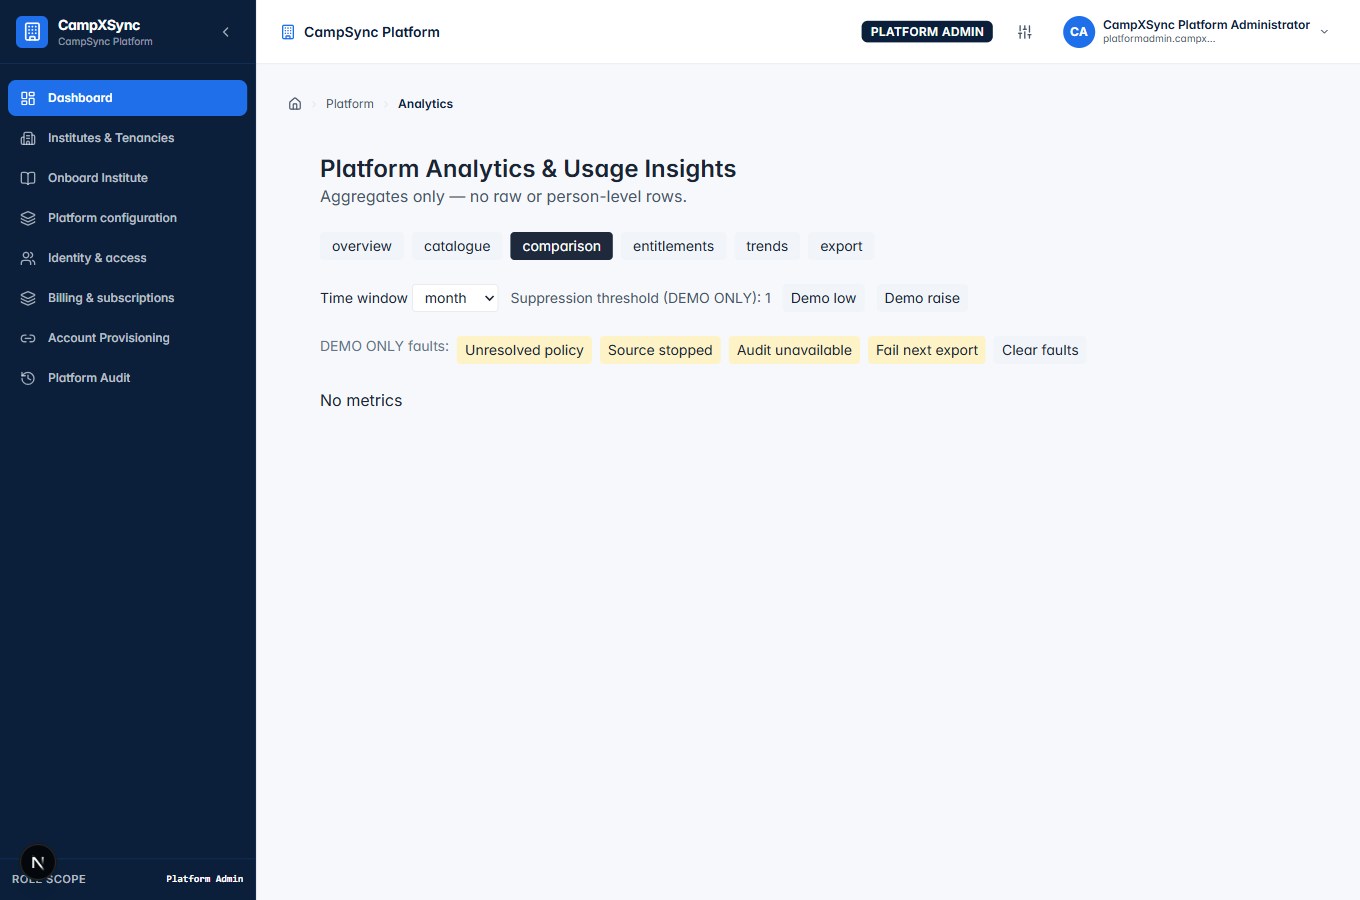 CampXSync
CampSync Platform
Dashboard
Institutes & Tenancies
Onboard Institute
Platform configuration
Identity & access
Billing & subscriptions
Account Provisioning
Platform Audit
N
ROLE SCOPE
Platform Admin
CampSync Platform
PLATFORM ADMIN
CA
CampXSync Platform Administrator
platformadmin.campx...
Platform
Analytics
Platform Analytics & Usage Insights
Aggregates only — no raw or person-level rows.
overview catalogue comparison entitlements trends export
Time window month Suppression threshold (DEMO ONLY): 1 Demo low Demo raise
DEMO ONLY faults: Unresolved policy Source stopped Audit unavailable Fail next export Clear faults
No metrics